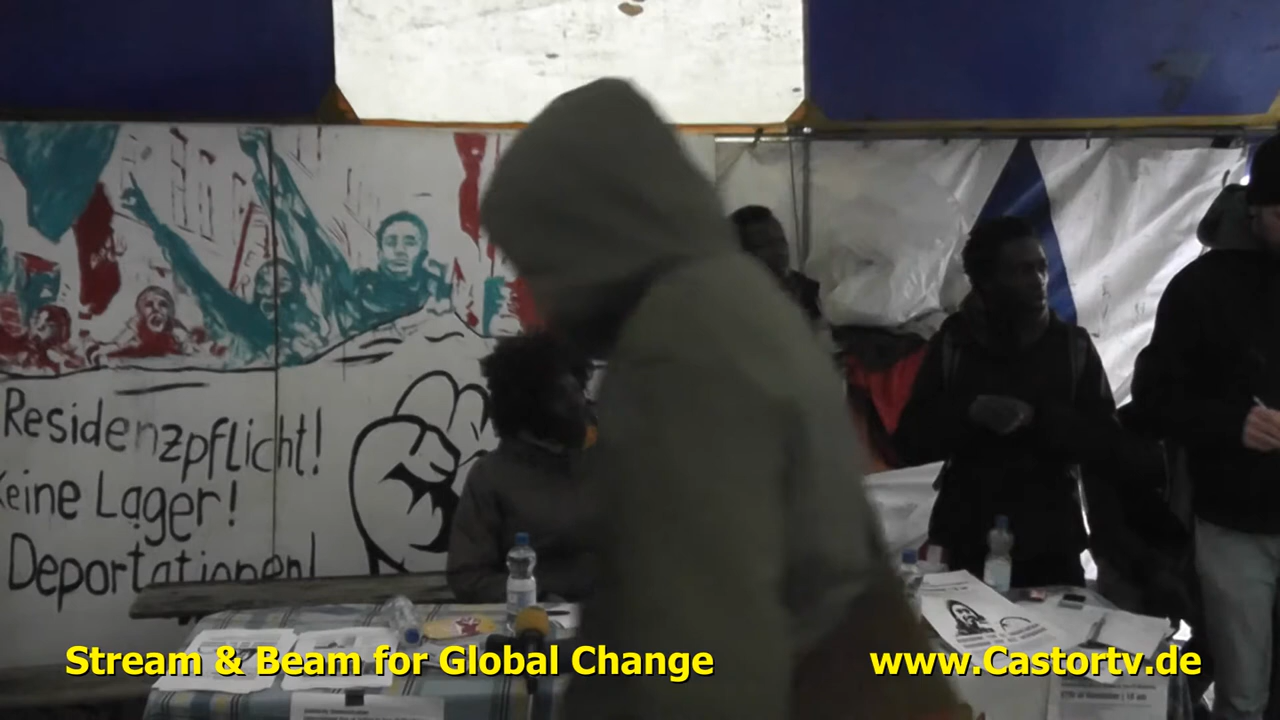 Residenzpflicht!
Keine Lager!
Deportationen!
Stream & Beam for Global Change
www.Castortv.de